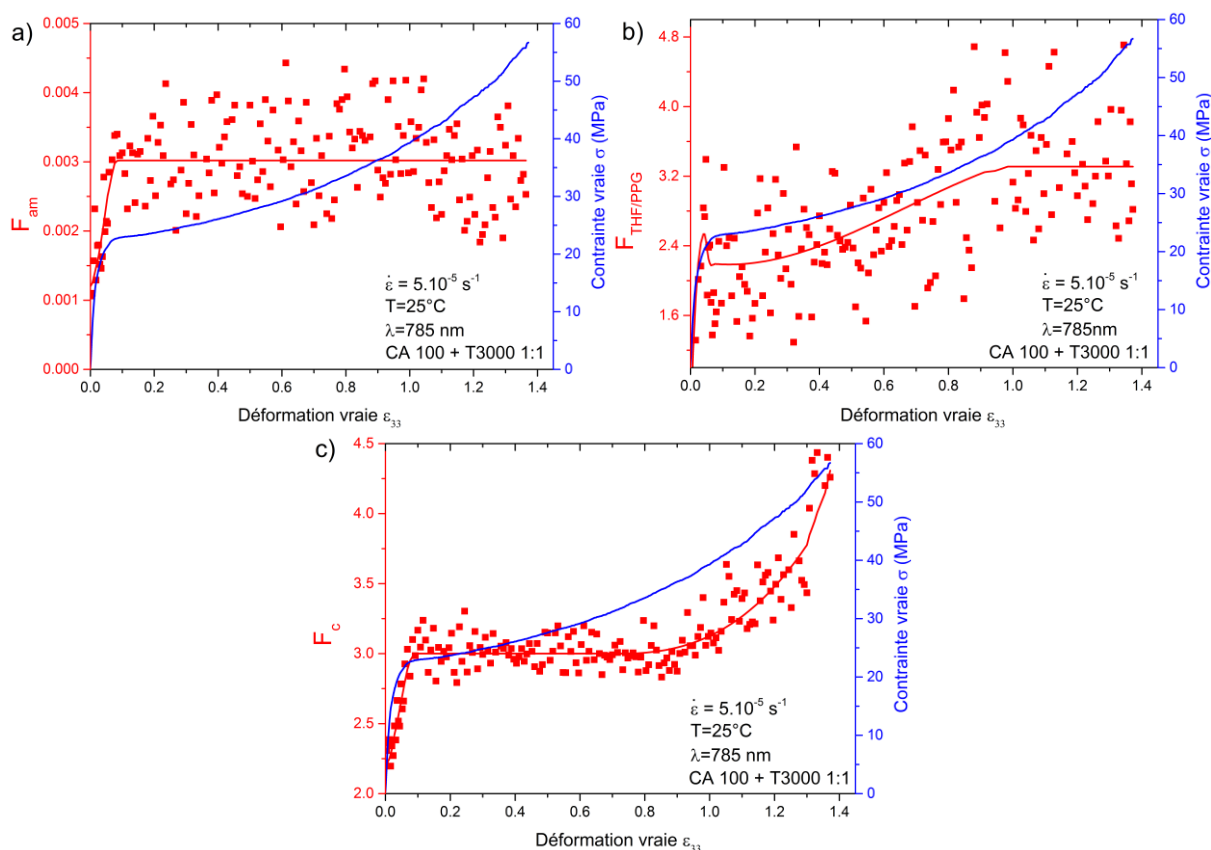 a)
0.005
0.004
0.003
0.002
0.001
0.000
F_am
60
50
40
30
20
10
0
Contrainte vraie σ (MPa)
ε̇ = 5.10⁻⁵ s⁻¹
T=25°C
λ=785 nm
CA 100 + T3000 1:1
0.0 0.2 0.4 0.6 0.8 1.0 1.2 1.4
Déformation vraie ε₃₃
b)
4.8
4.0
3.2
2.4
1.6
F_THF/PPG
60
50
40
30
20
10
0
Contrainte vraie σ (MPa)
ε̇ = 5.10⁻⁵ s⁻¹
T=25°C
λ=785nm
CA 100 + T3000 1:1
0.0 0.2 0.4 0.6 0.8 1.0 1.2 1.4
Déformation vraie ε₃₃
c)
4.5
4.0
3.5
3.0
2.5
2.0
F_c
60
50
40
30
20
10
0
Contrainte vraie σ (MPa)
ε̇ = 5.10⁻⁵ s⁻¹
T=25°C
λ=785 nm
CA 100 + T3000 1:1
0.0 0.2 0.4 0.6 0.8 1.0 1.2 1.4
Déformation vraie ε₃₃